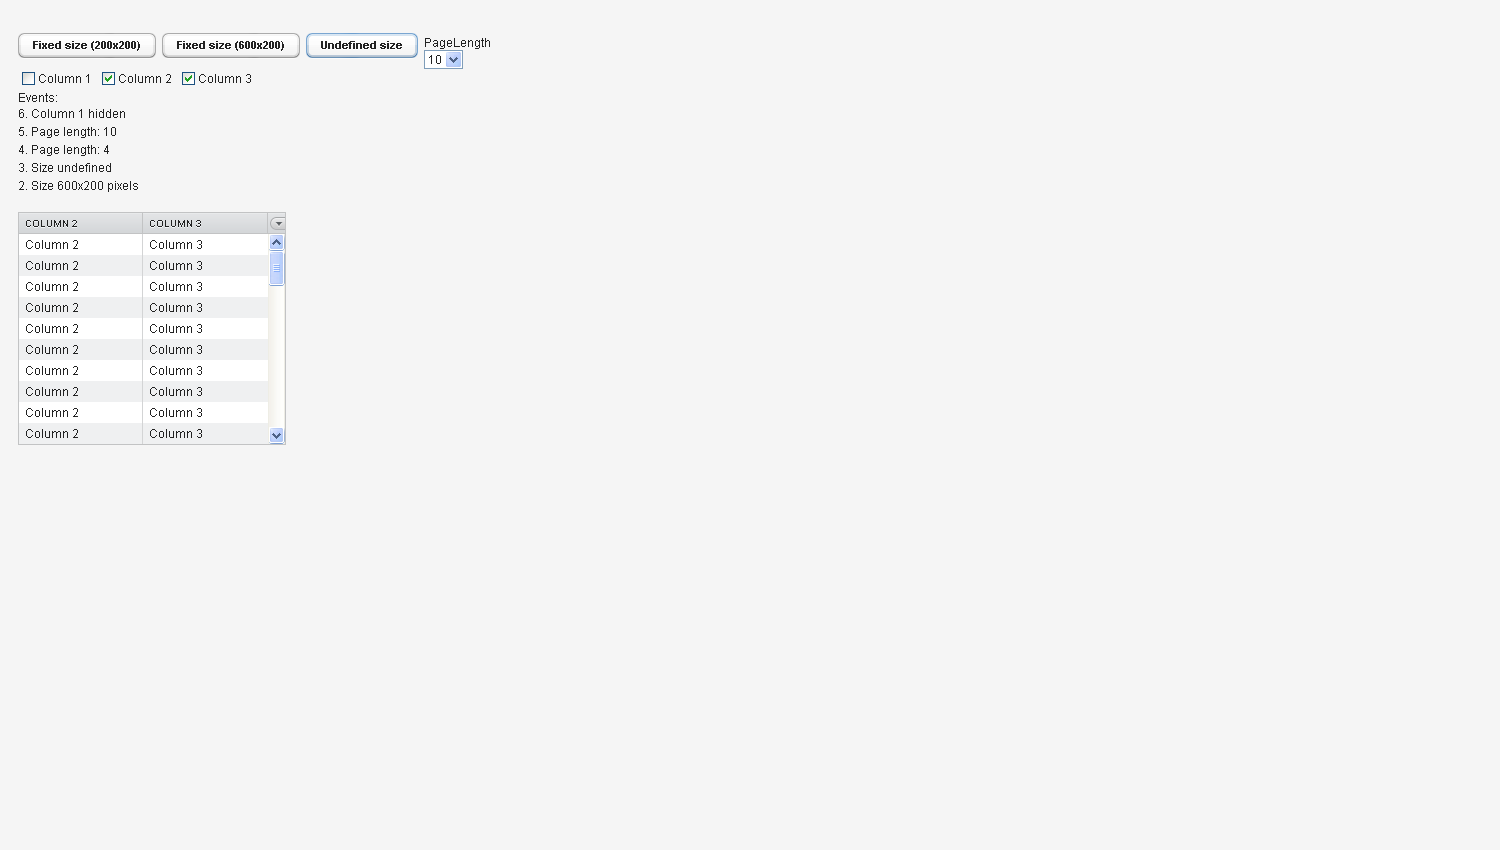 Fixed size (200x200) Fixed size (600x200) Undefined size PageLength
10
Column 1 Column 2 Column 3
Events:
6. Column 1 hidden
5. Page length: 10
4. Page length: 4
3. Size undefined
2. Size 600x200 pixels
COLUMN 2 COLUMN 3
Column 2 Column 3
Column 2 Column 3
Column 2 Column 3
Column 2 Column 3
Column 2 Column 3
Column 2 Column 3
Column 2 Column 3
Column 2 Column 3
Column 2 Column 3
Column 2 Column 3